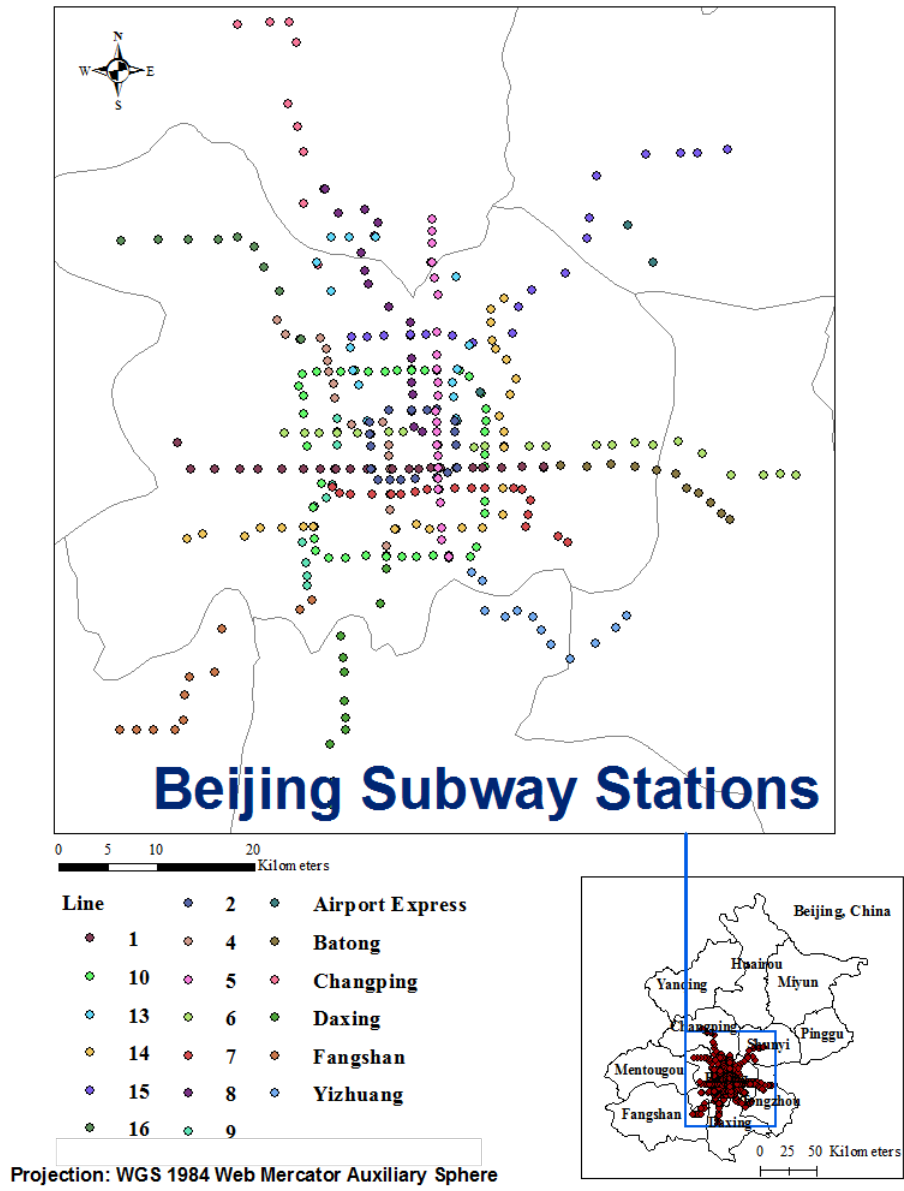 N
W E
S
Beijing Subway Stations
0 5 10 20
Kilometers
Line
1
10
13
14
15
16
2
4
5
6
7
8
9
Airport Express
Batong
Changping
Daxing
Fangshan
Yizhuang
Beijing, China
Huairou
Yanqing
Miyun
Changping
Pinggu
Shunyi
Mentougou
Tongzhou
Fangshan
Daxing
0 25 50 Kilometers
Projection: WGS 1984 Web Mercator Auxiliary Sphere